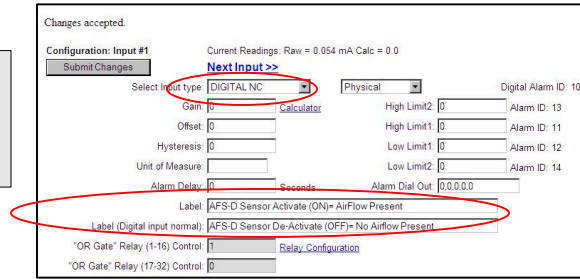 Changes accepted.
Configuration: Input #1 Current Readings: Raw = 0.054 mA Calc = 0.0
Submit Changes Next Input >>
Select Input type: DIGITAL NC Physical Digital Alarm ID: 10
Gain: 0 Calculator High Limit2: 0 Alarm ID: 13
Offset: 0 High Limit1: 0 Alarm ID: 11
Hysteresis: 0 Low Limit1: 0 Alarm ID: 12
Unit of Measure: Low Limit2: 0 Alarm ID: 14
Alarm Delay: 0 Seconds Alarm Dial Out: 0,0,0,0,0
Label: AFS-D Sensor Activate (ON)= AirFlow Present
Label (Digital input normal): AFS-D Sensor De-Activate (OFF)= No Airflow Present
"OR Gate" Relay (1-16) Control: 1 Relay Configuration
"OR Gate" Relay (17-32) Control: 0